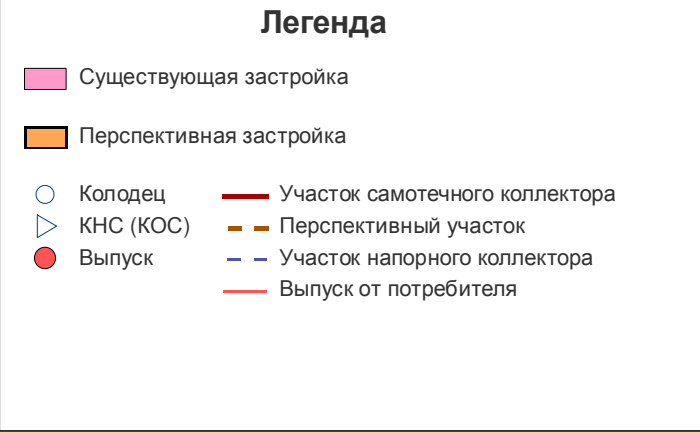 Легенда
Существующая застройка
Перспективная застройка
Колодец
Участок самотечного коллектора
КНС (КОС)
Перспективный участок
Выпуск
Участок напорного коллектора
Выпуск от потребителя